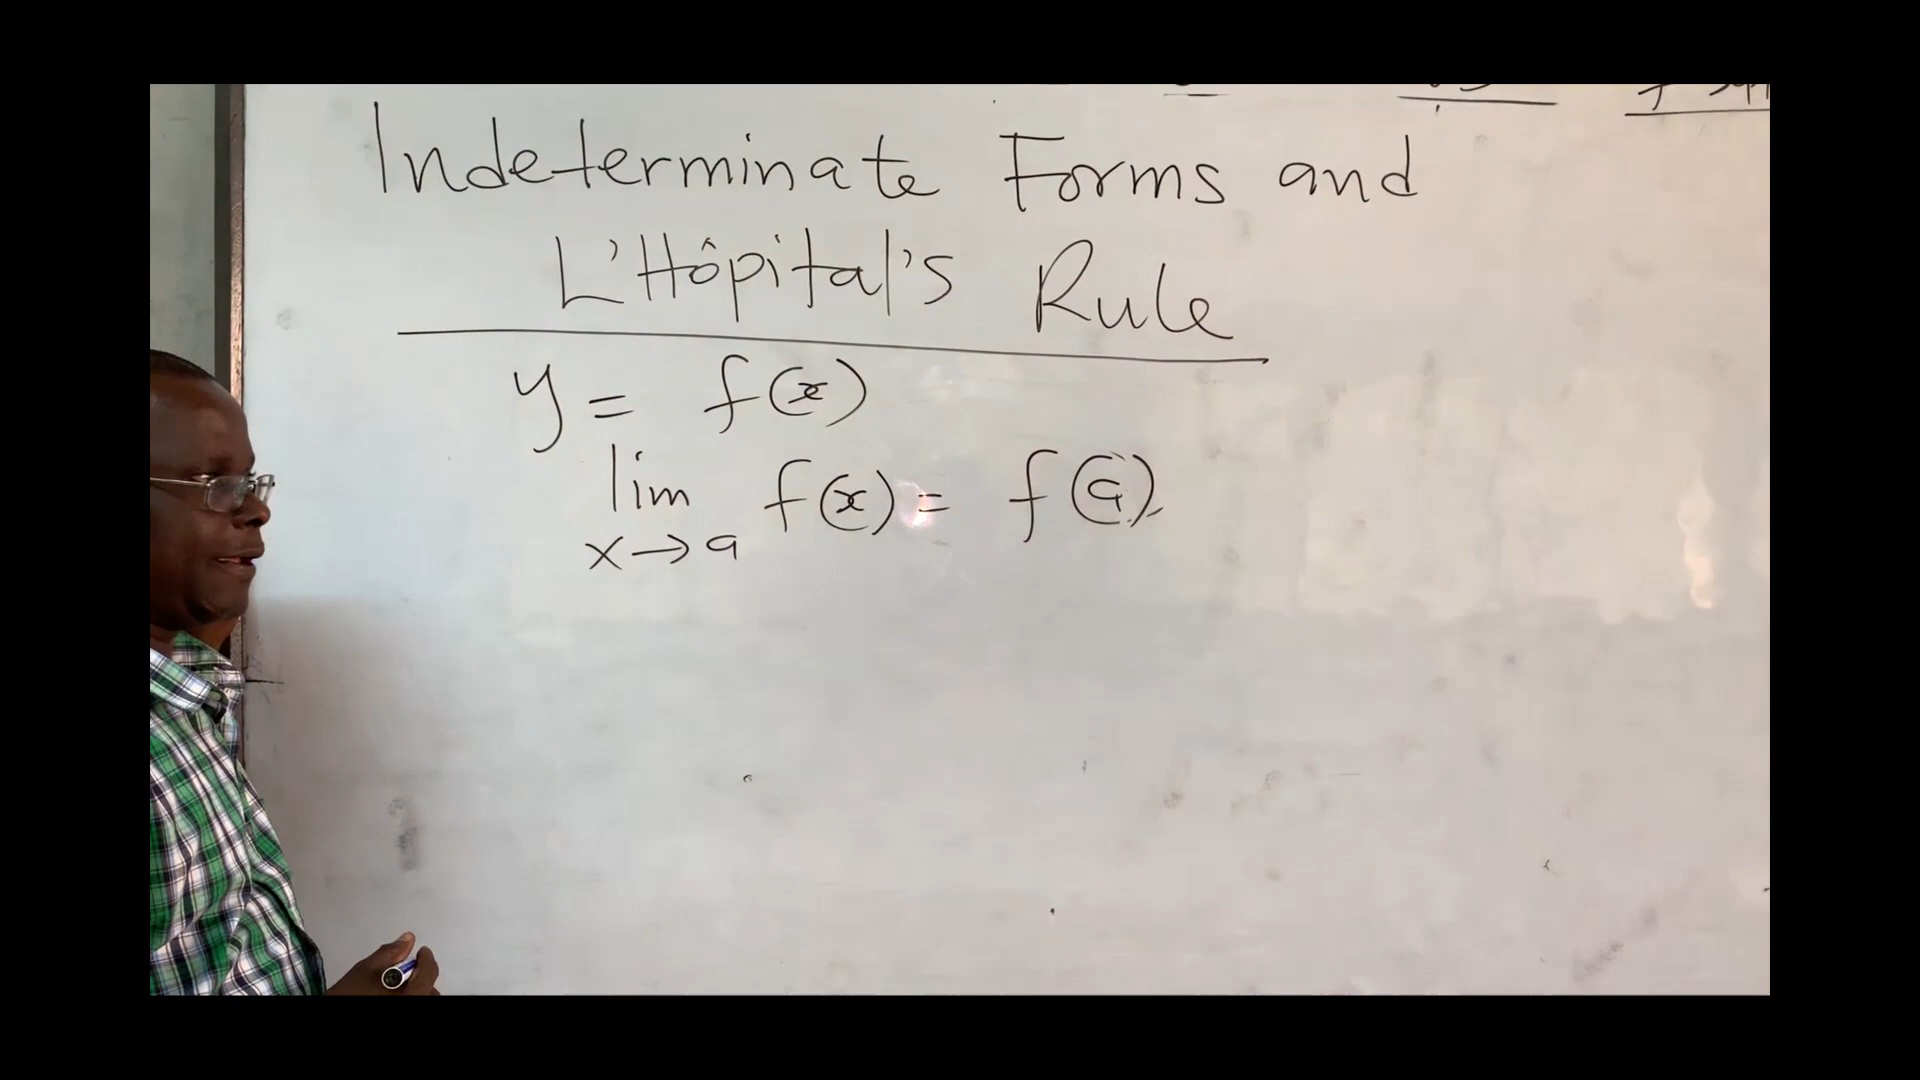 Indeterminate Forms and
L'Hôpital's Rule
y = f(x)
lim f(x) = f(a).
x→a